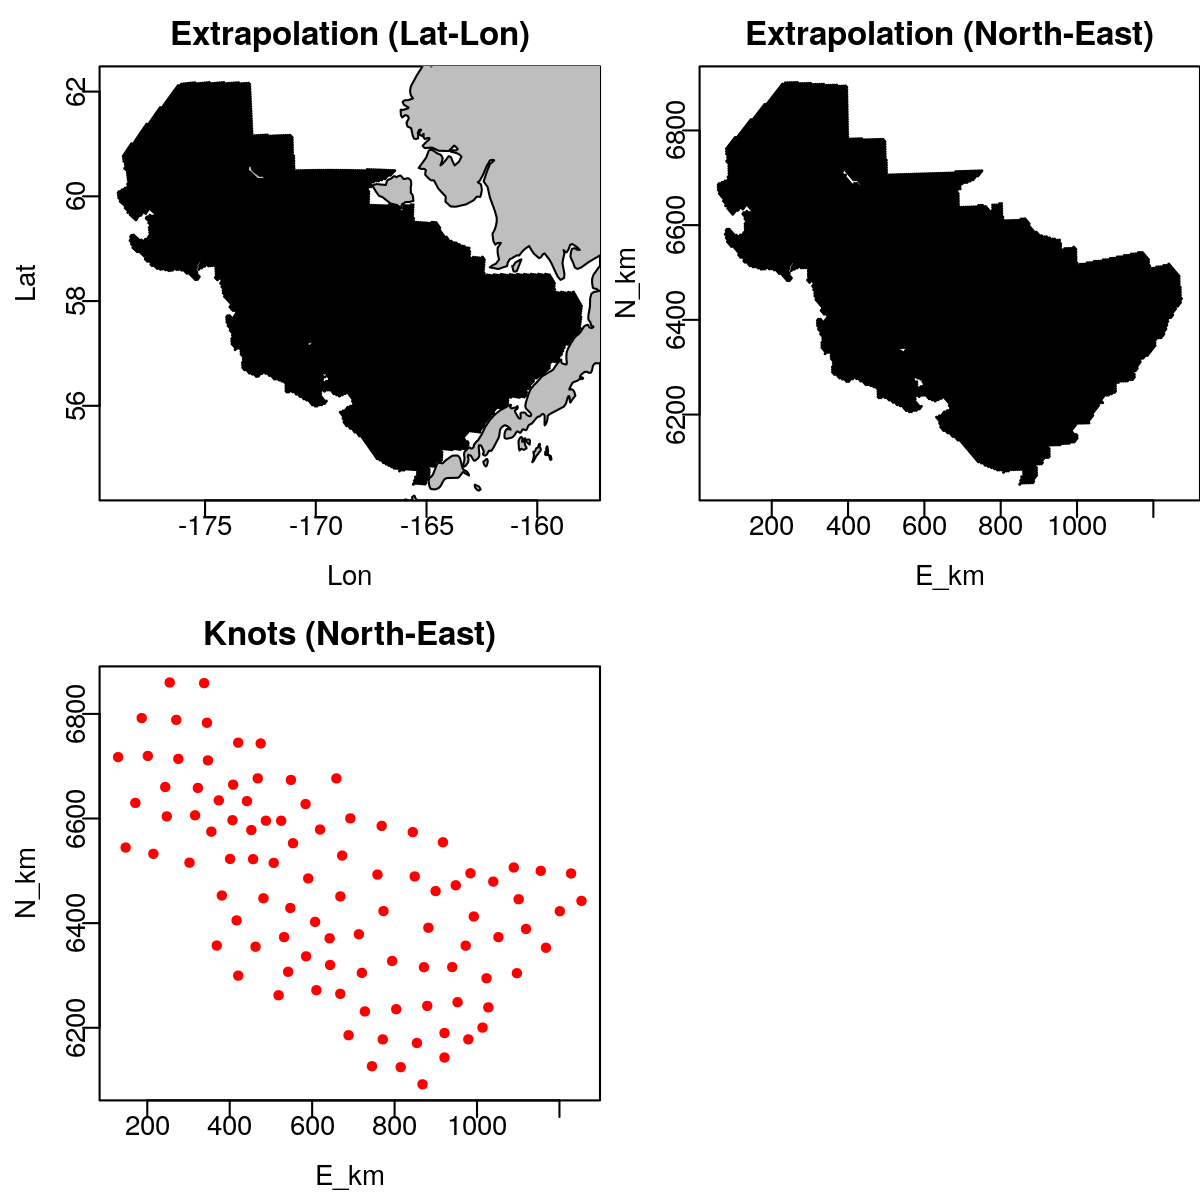 Extrapolation (Lat-Lon)
62
60
58
56
Lat
-175 -170 -165 -160
Lon
Extrapolation (North-East)
6800
6600
6400
6200
N_km
200 400 600 800 1000
E_km
Knots (North-East)
6800
6600
6400
6200
N_km
200 400 600 800 1000
E_km